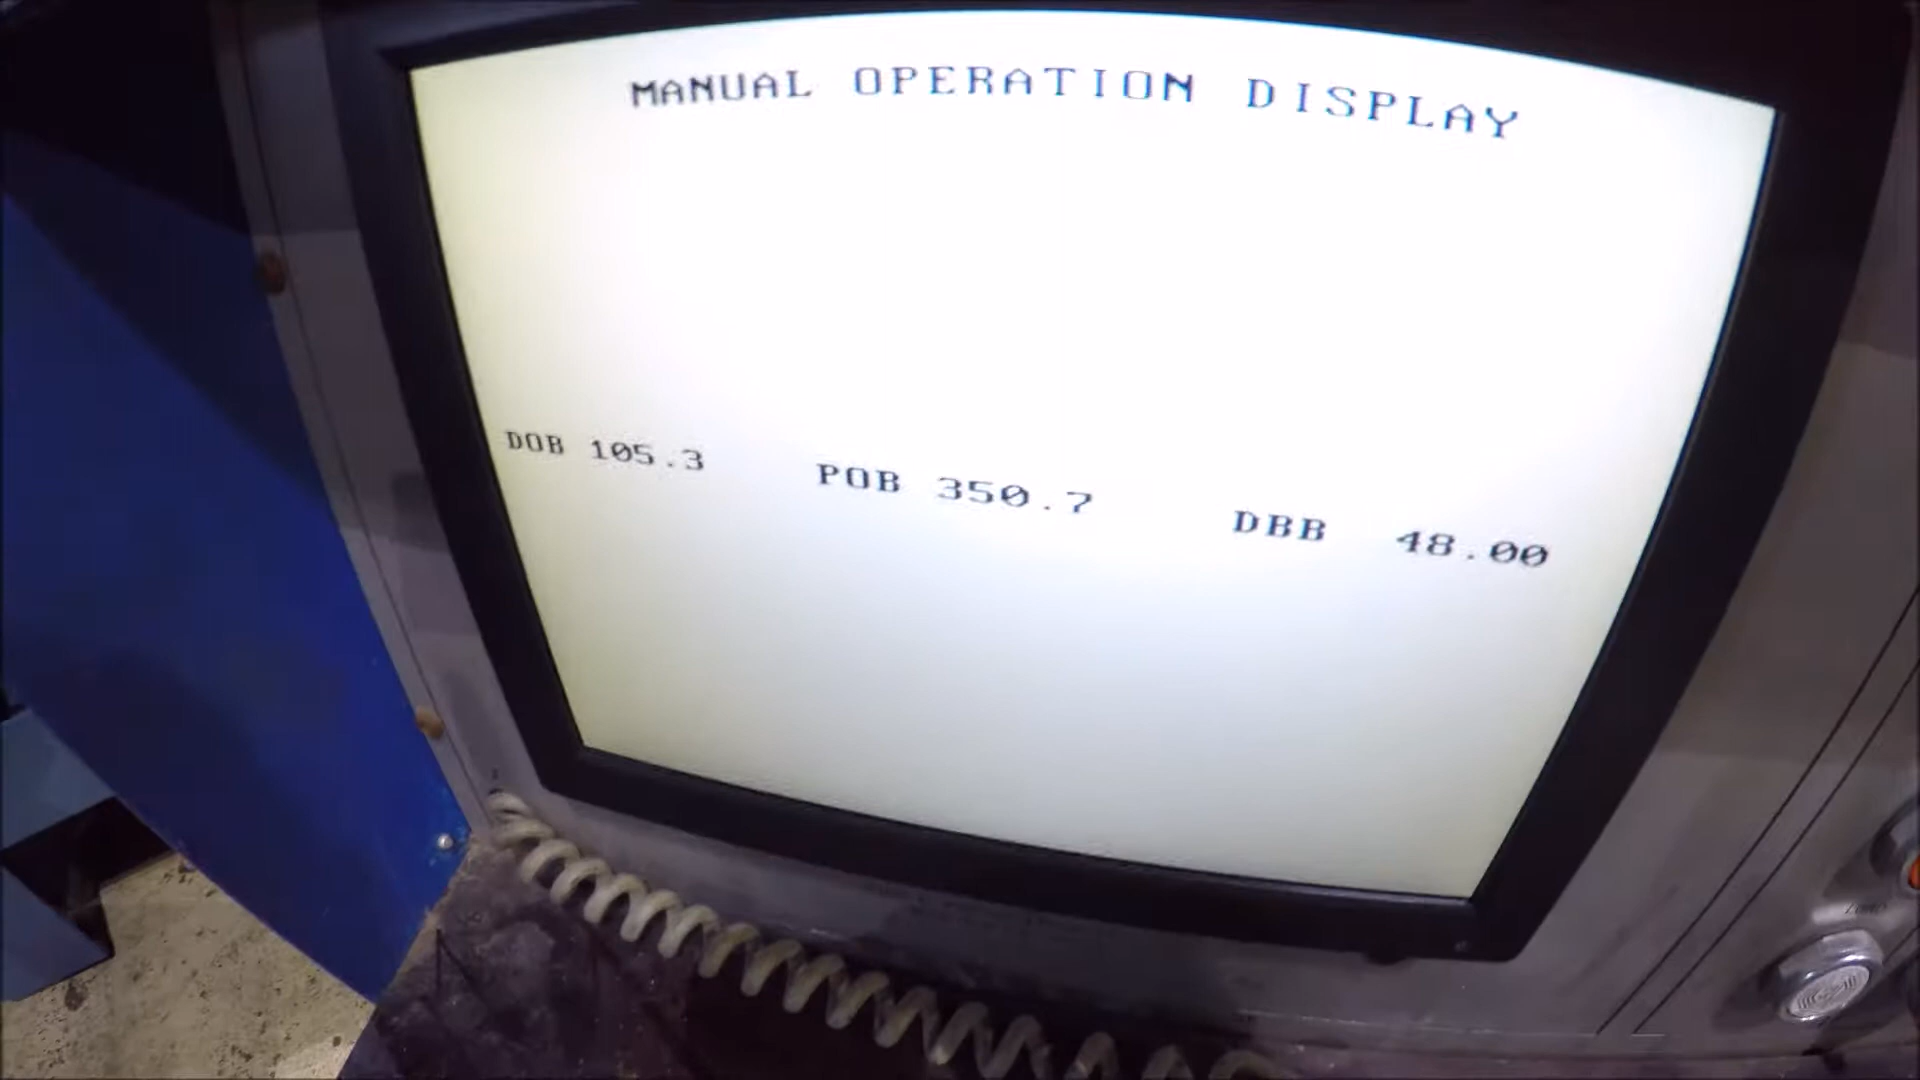 MANUAL OPERATION DISPLAY
DOB 105.3 POB 350.7 DBB 48.00